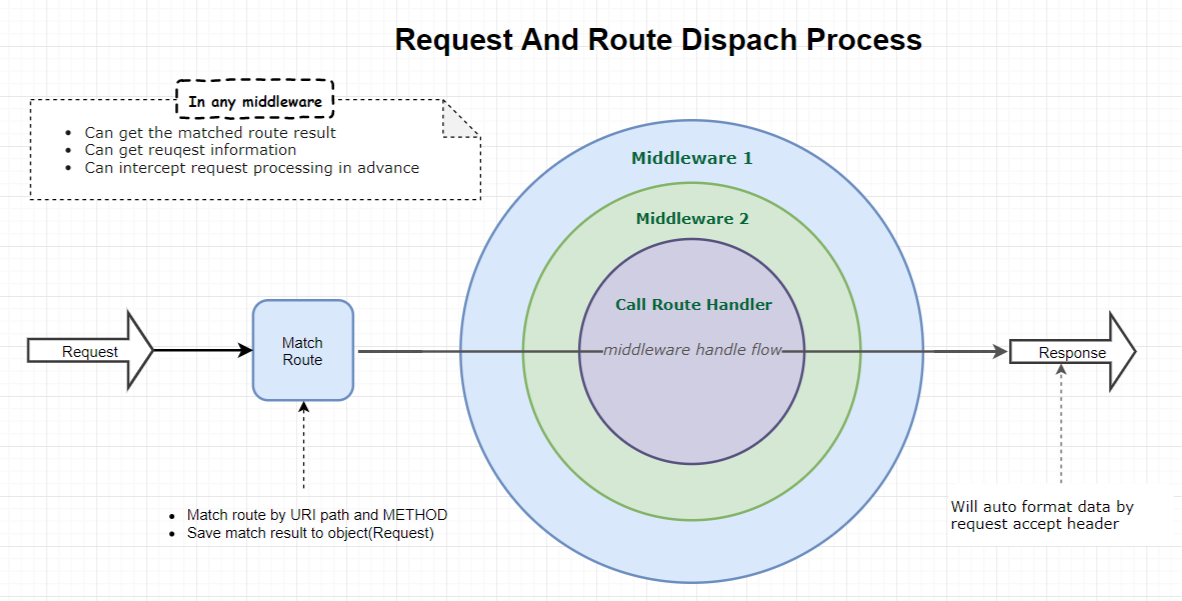 Request And Route Dispach Process
In any middleware
• Can get the matched route result
• Can get reuqest information
• Can intercept request processing in advance
Middleware 1
Middleware 2
Call Route Handler
Request
Match
Route
middleware handle flow
Response
• Match route by URI path and METHOD
• Save match result to object(Request)
Will auto format data by
request accept header